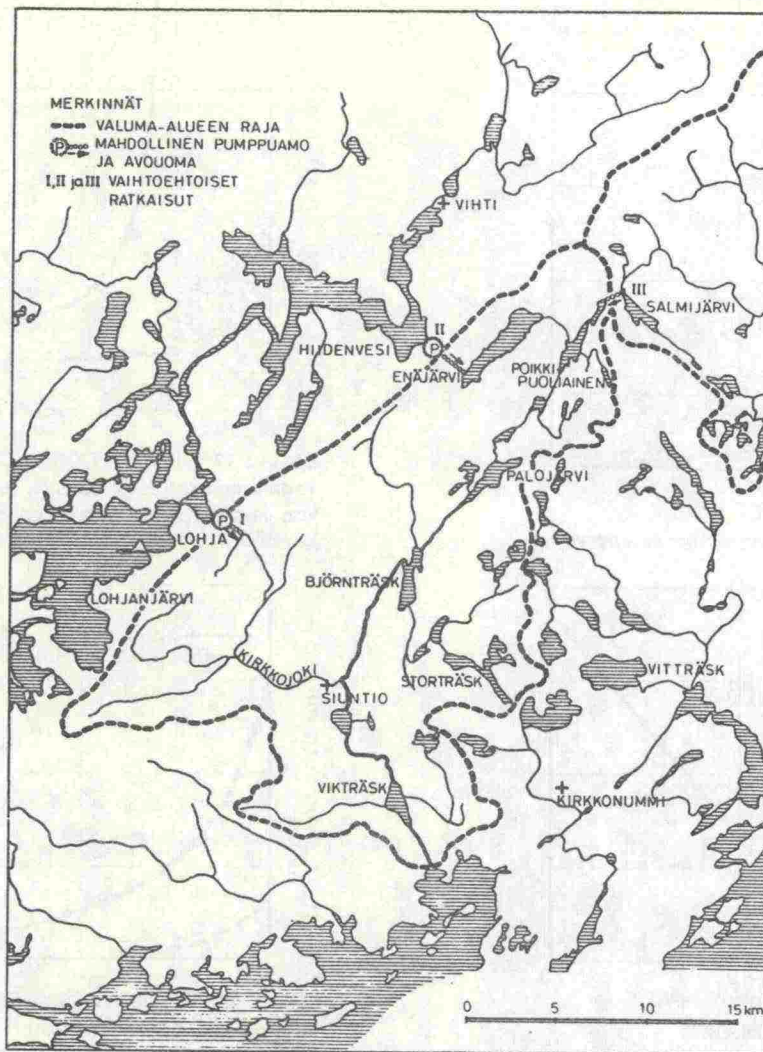 MERKINNÄT
VALUMA-ALUEEN RAJA
P MAHDOLLINEN PUMPPUAMO
JA AVOUOMA
I, II ja III VAIHTOEHTOISET
RATKAISUT
VIHTI
III
SALMIJÄRVI
II
P
HIIDENVESI
ENÄJÄRVI
POIKKI-
PUOLIAINEN
PALOJÄRVI
P I
LOHJA
BJÖRNTRÄSK
LOHJANJÄRVI
KIRKKOJOKI
STORTRÄSK
VITTRÄSK
SIUNTIO
VIKTRÄSK
KIRKKONUMMI
0 5 10 15 km